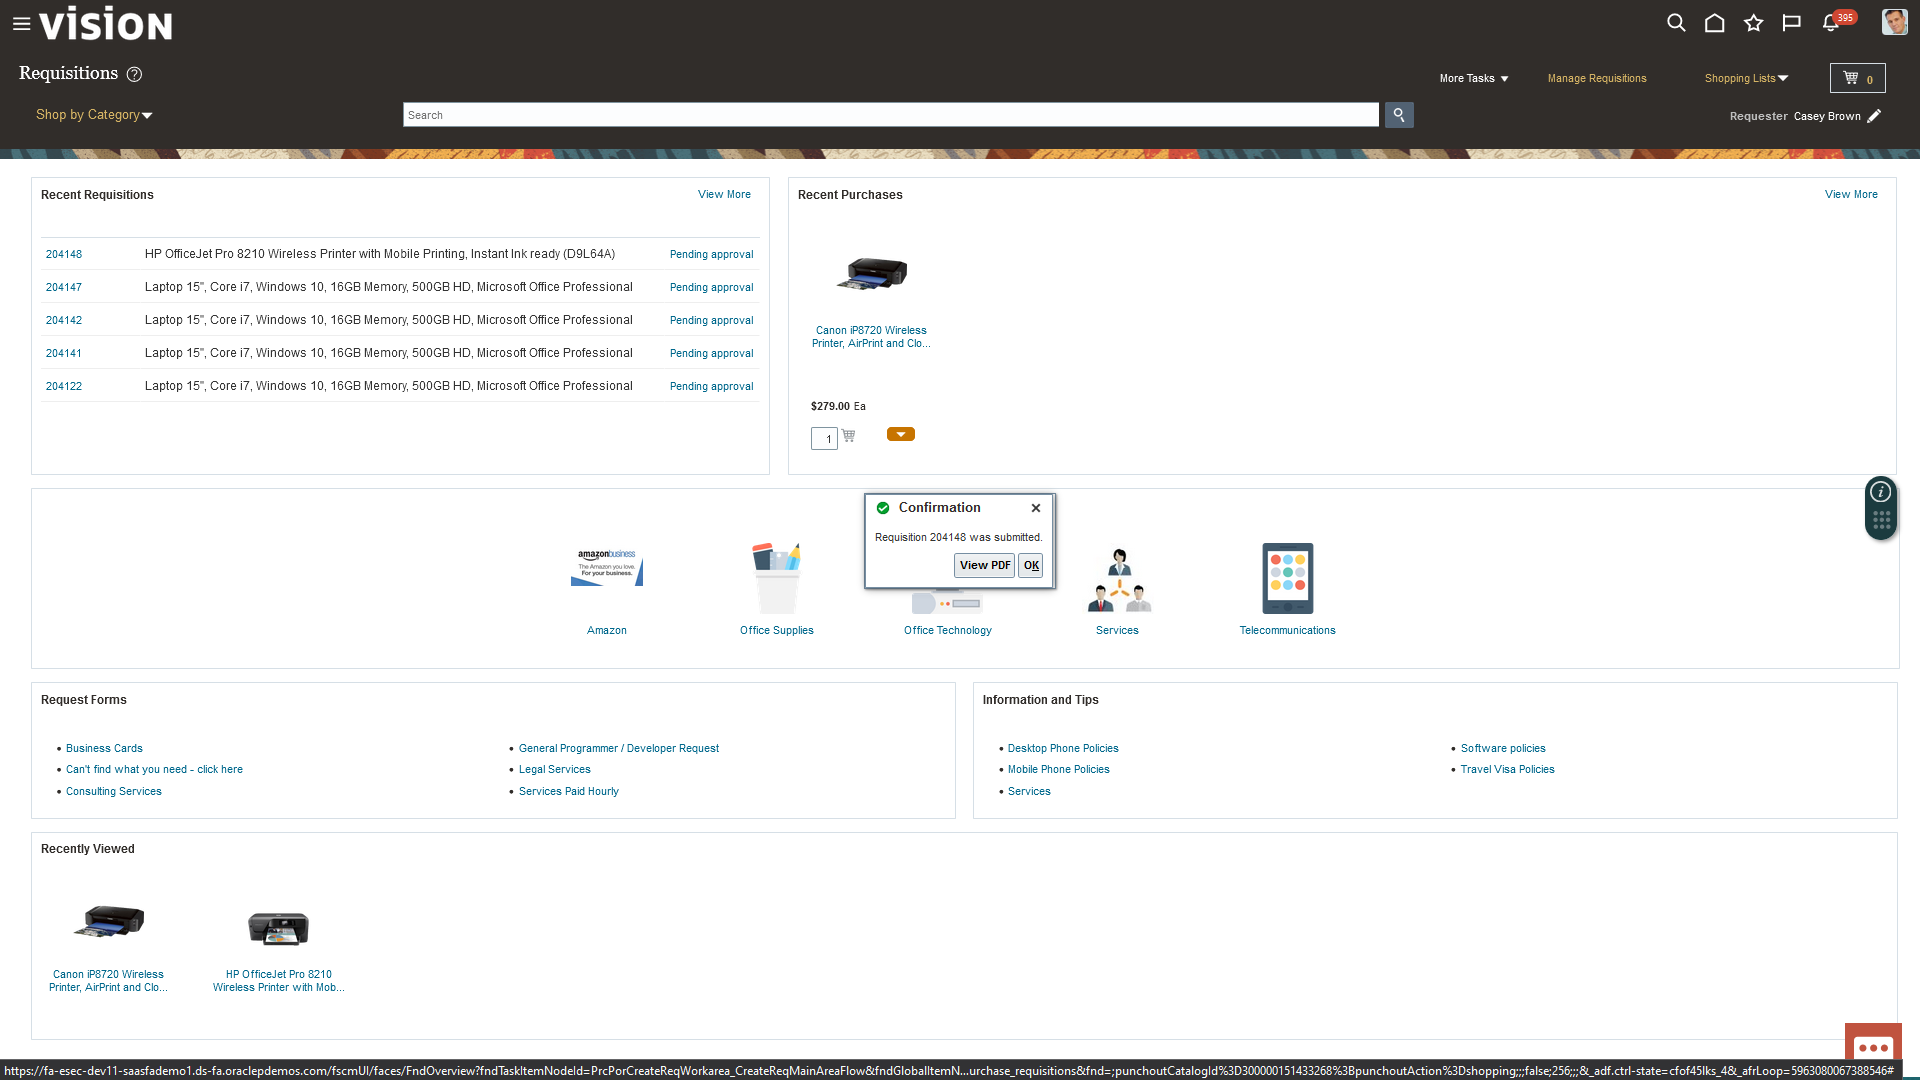 VISION
395
Requisitions
More Tasks
Manage Requisitions
Shopping Lists
0
Shop by Category
Search
Requester Casey Brown
Recent Requisitions
View More
204148 HP OfficeJet Pro 8210 Wireless Printer with Mobile Printing, Instant Ink ready (D9L64A) Pending approval
204147 Laptop 15", Core i7, Windows 10, 16GB Memory, 500GB HD, Microsoft Office Professional Pending approval
204142 Laptop 15", Core i7, Windows 10, 16GB Memory, 500GB HD, Microsoft Office Professional Pending approval
204141 Laptop 15", Core i7, Windows 10, 16GB Memory, 500GB HD, Microsoft Office Professional Pending approval
204122 Laptop 15", Core i7, Windows 10, 16GB Memory, 500GB HD, Microsoft Office Professional Pending approval
Recent Purchases
View More
Canon iP8720 Wireless
Printer, AirPrint and Clo...
$279.00 Ea
1
Confirmation
Requisition 204148 was submitted.
View PDF
OK
amazonbusiness
The Amazon you love.
For your business.
Amazon
Office Supplies
Office Technology
Services
Telecommunications
Request Forms
Business Cards
Can't find what you need - click here
Consulting Services
General Programmer / Developer Request
Legal Services
Services Paid Hourly
Information and Tips
Desktop Phone Policies
Mobile Phone Policies
Services
Software policies
Travel Visa Policies
Recently Viewed
Canon iP8720 Wireless
Printer, AirPrint and Clo...
HP OfficeJet Pro 8210
Wireless Printer with Mob...
https://fa-esec-dev11-saasfademo1.ds-fa.oraclepdemos.com/fscmUI/faces/FndOverview?fndTaskItemNodeId=PrcPorCreateReqWorkarea_CreateReqMainAreaFlow&fndGlobalItemN...urchase_requisitions&fnd=;punchoutCatalogId%3D300000151433268%3BpunchoutAction%3Dshopping;;;false;256;;;&_adf.ctrl-state=cfof45lks_4&_afrLoop=5963080067388546#